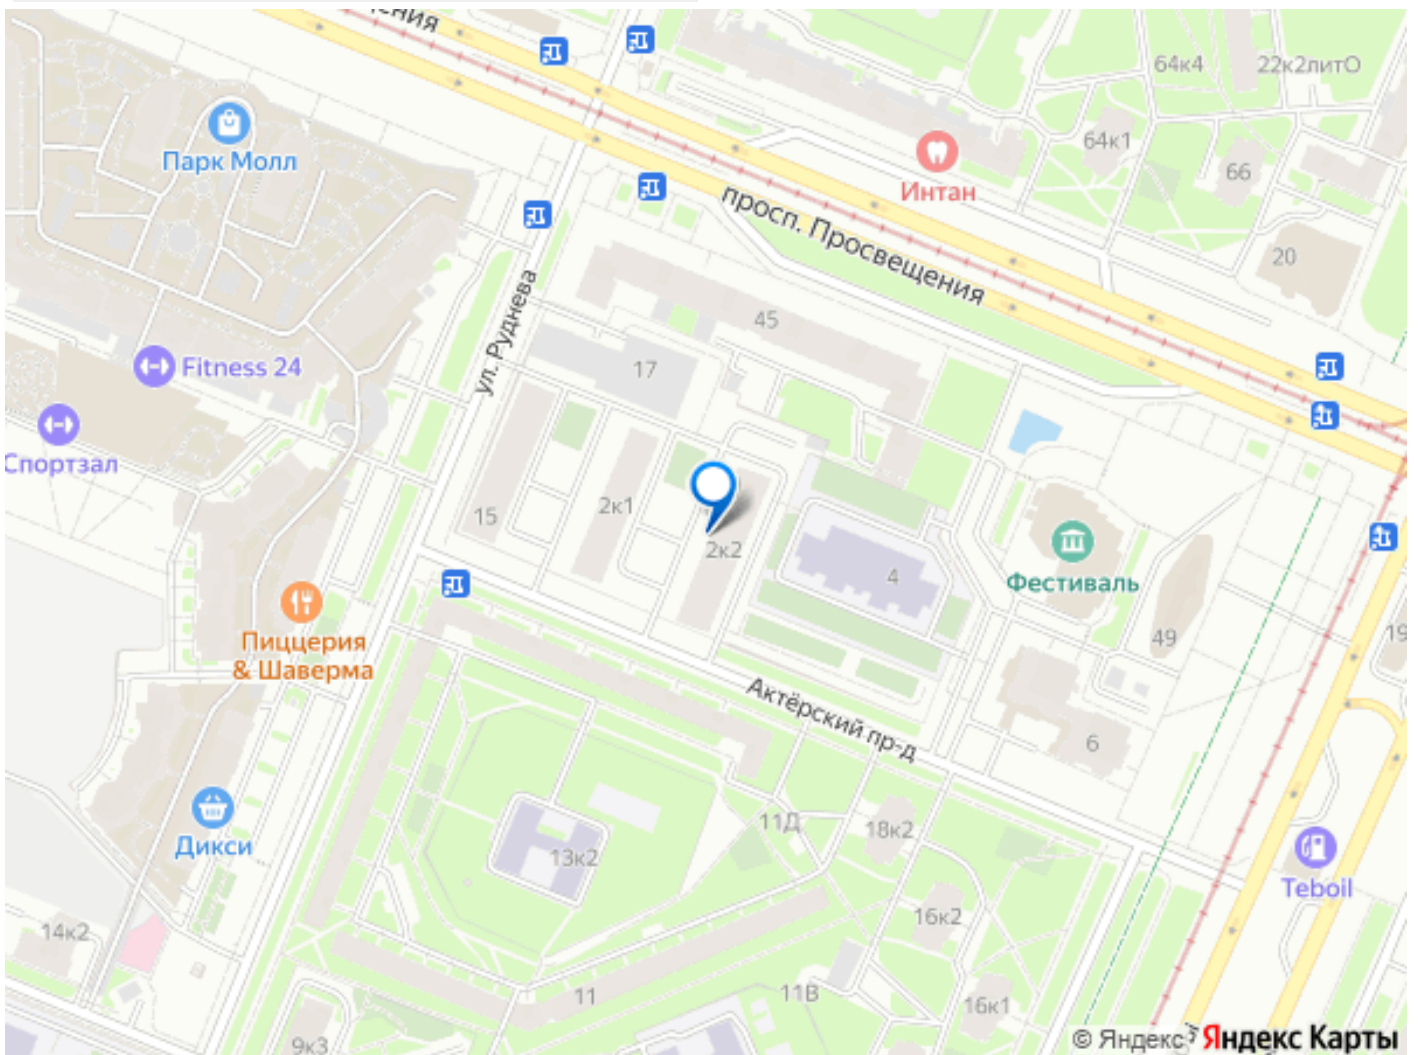 ения
64к4
22к2литО
64к1
66
Парк Молл
Интан
просп. Просвещения
20
ул. Руднева
45
17
Fitness 24
Спортзал
2к1
15
2к2
4
Фестиваль
49
19
Пиццерия
& Шаверма
Актёрский пр-д
6
Дикси
11Д
18к2
13к2
Teboil
16к2
14к2
11
11В
16к1
9к3
© Яндекс Яндекс Карты